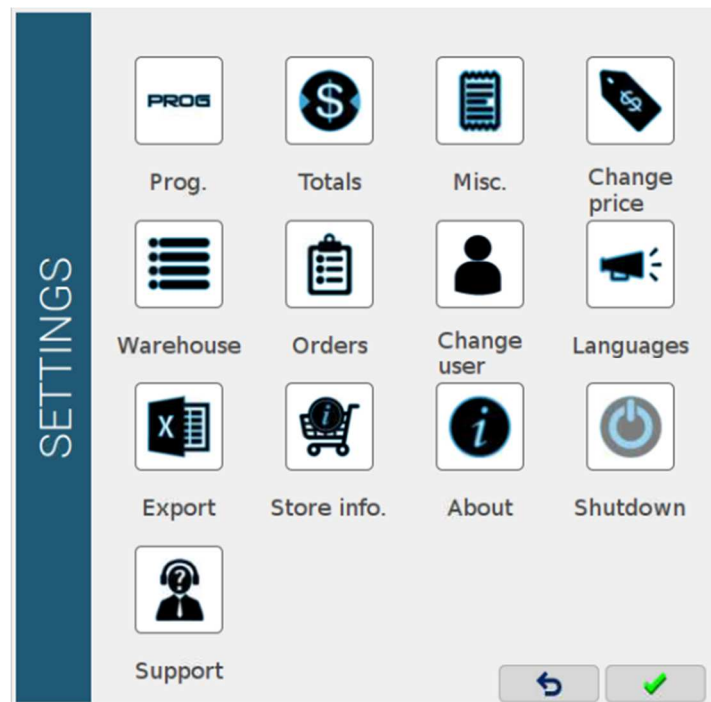 SETTINGS
PROG
Prog.
Totals
Misc.
Change
price
Warehouse
Orders
Change
user
Languages
X
Export
Store info.
About
Shutdown
Support